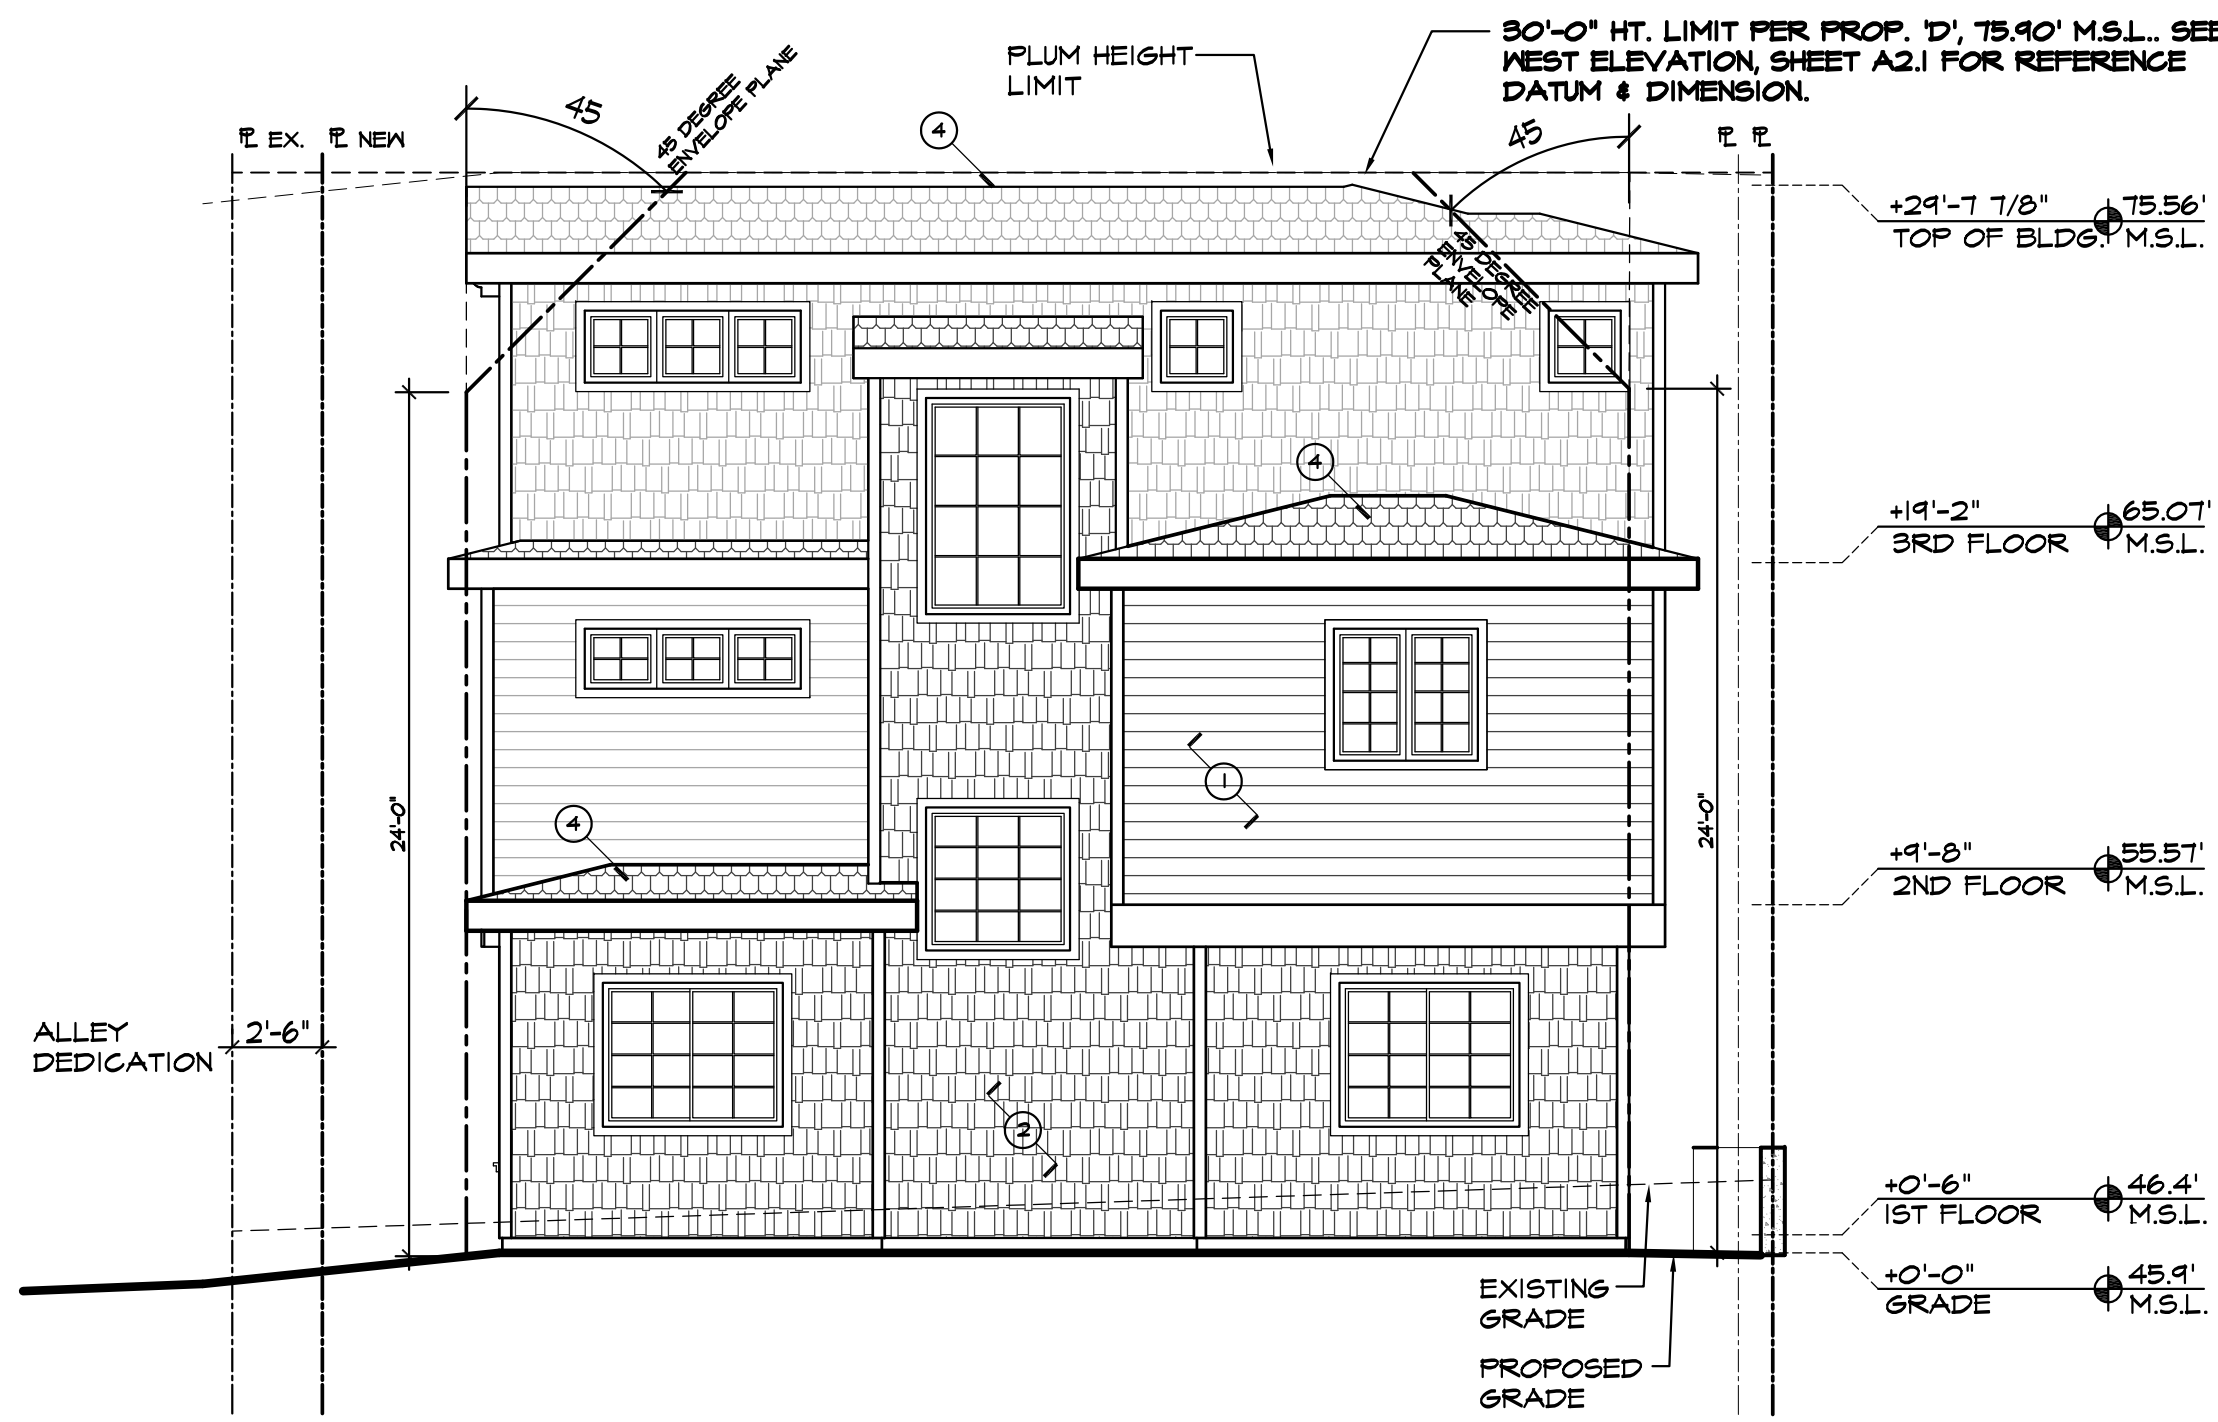 30'-0" HT. LIMIT PER PROP. 'D', 75.90' M.S.L.. SEE
WEST ELEVATION, SHEET A2.1 FOR REFERENCE
DATUM & DIMENSION.
PLUM HEIGHT
LIMIT
45
45 DEGREE
ENVELOPE PLANE
45
4
PL EX.
PL NEW
PL
PL
45 DEGREE
ENVELOPE
PLANE
+29'-7 7/8"
75.56'
TOP OF BLDG.
M.S.L.
4
+19'-2"
65.07'
3RD FLOOR
M.S.L.
1
24'-0"
24'-0"
4
+9'-8"
55.57'
2ND FLOOR
M.S.L.
ALLEY
DEDICATION
2'-6"
2
+0'-6"
46.4'
1ST FLOOR
M.S.L.
EXISTING
GRADE
+0'-0"
45.9'
GRADE
M.S.L.
PROPOSED
GRADE